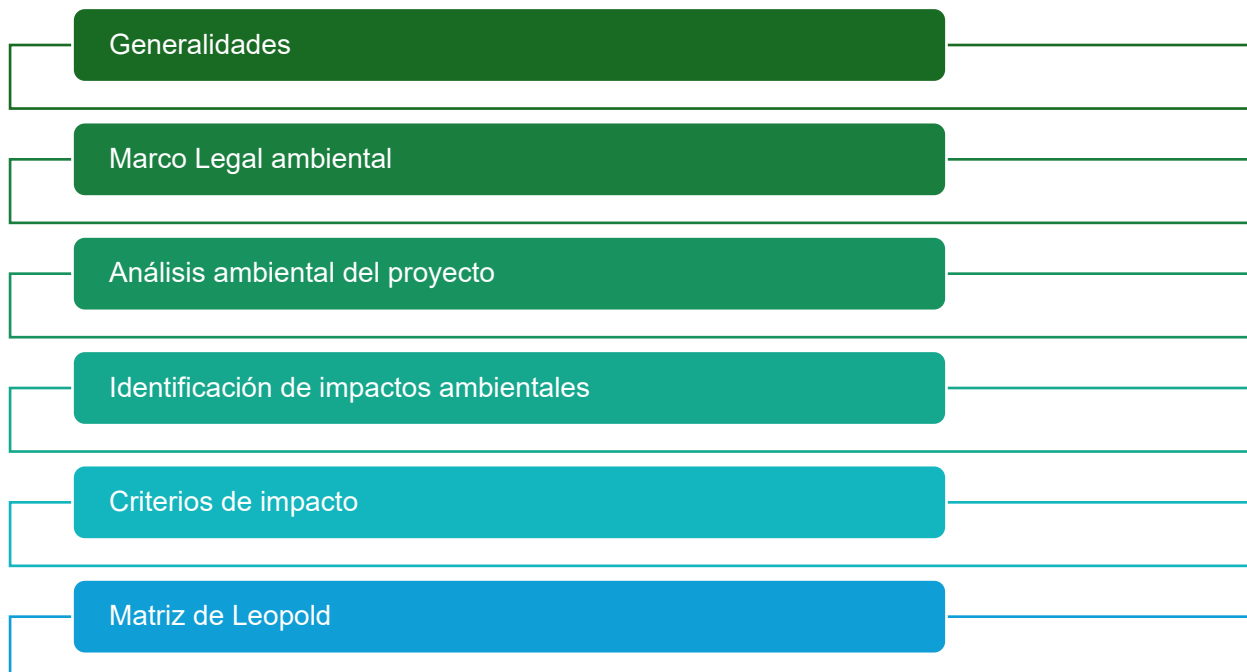 Generalidades
Marco Legal ambiental
Análisis ambiental del proyecto
Identificación de impactos ambientales
Criterios de impacto
Matriz de Leopold